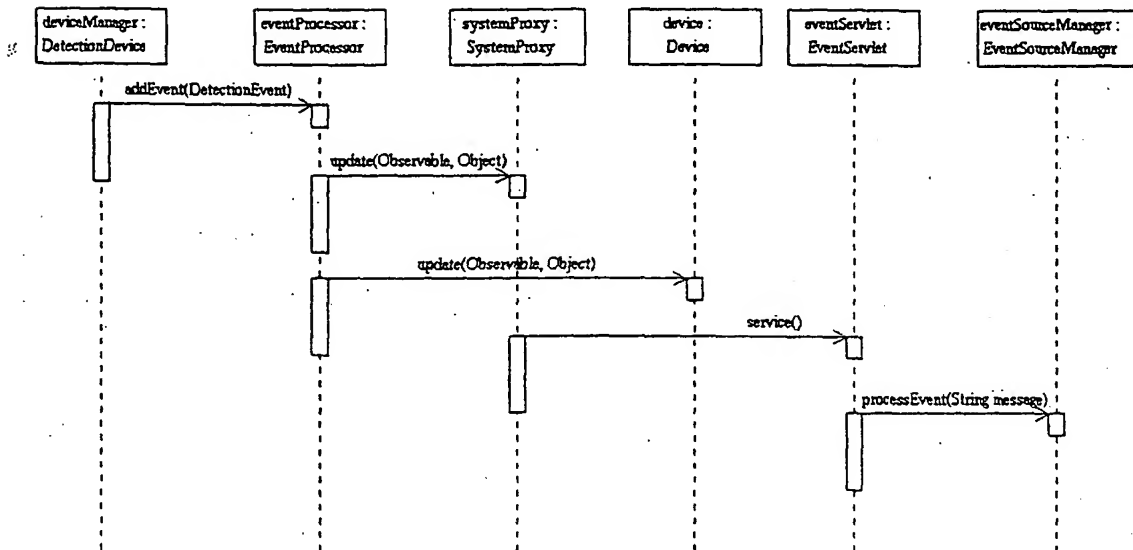 deviceManager :
DetectionDevice
eventProcessor :
EventProcessor
systemProxy :
SystemProxy
device :
Device
eventServlet :
EventServlet
eventSourceManager :
EventSourceManager
addEvent(DetectionEvent)
update(Observable, Object)
update(Observable, Object)
service()
processEvent(String message)